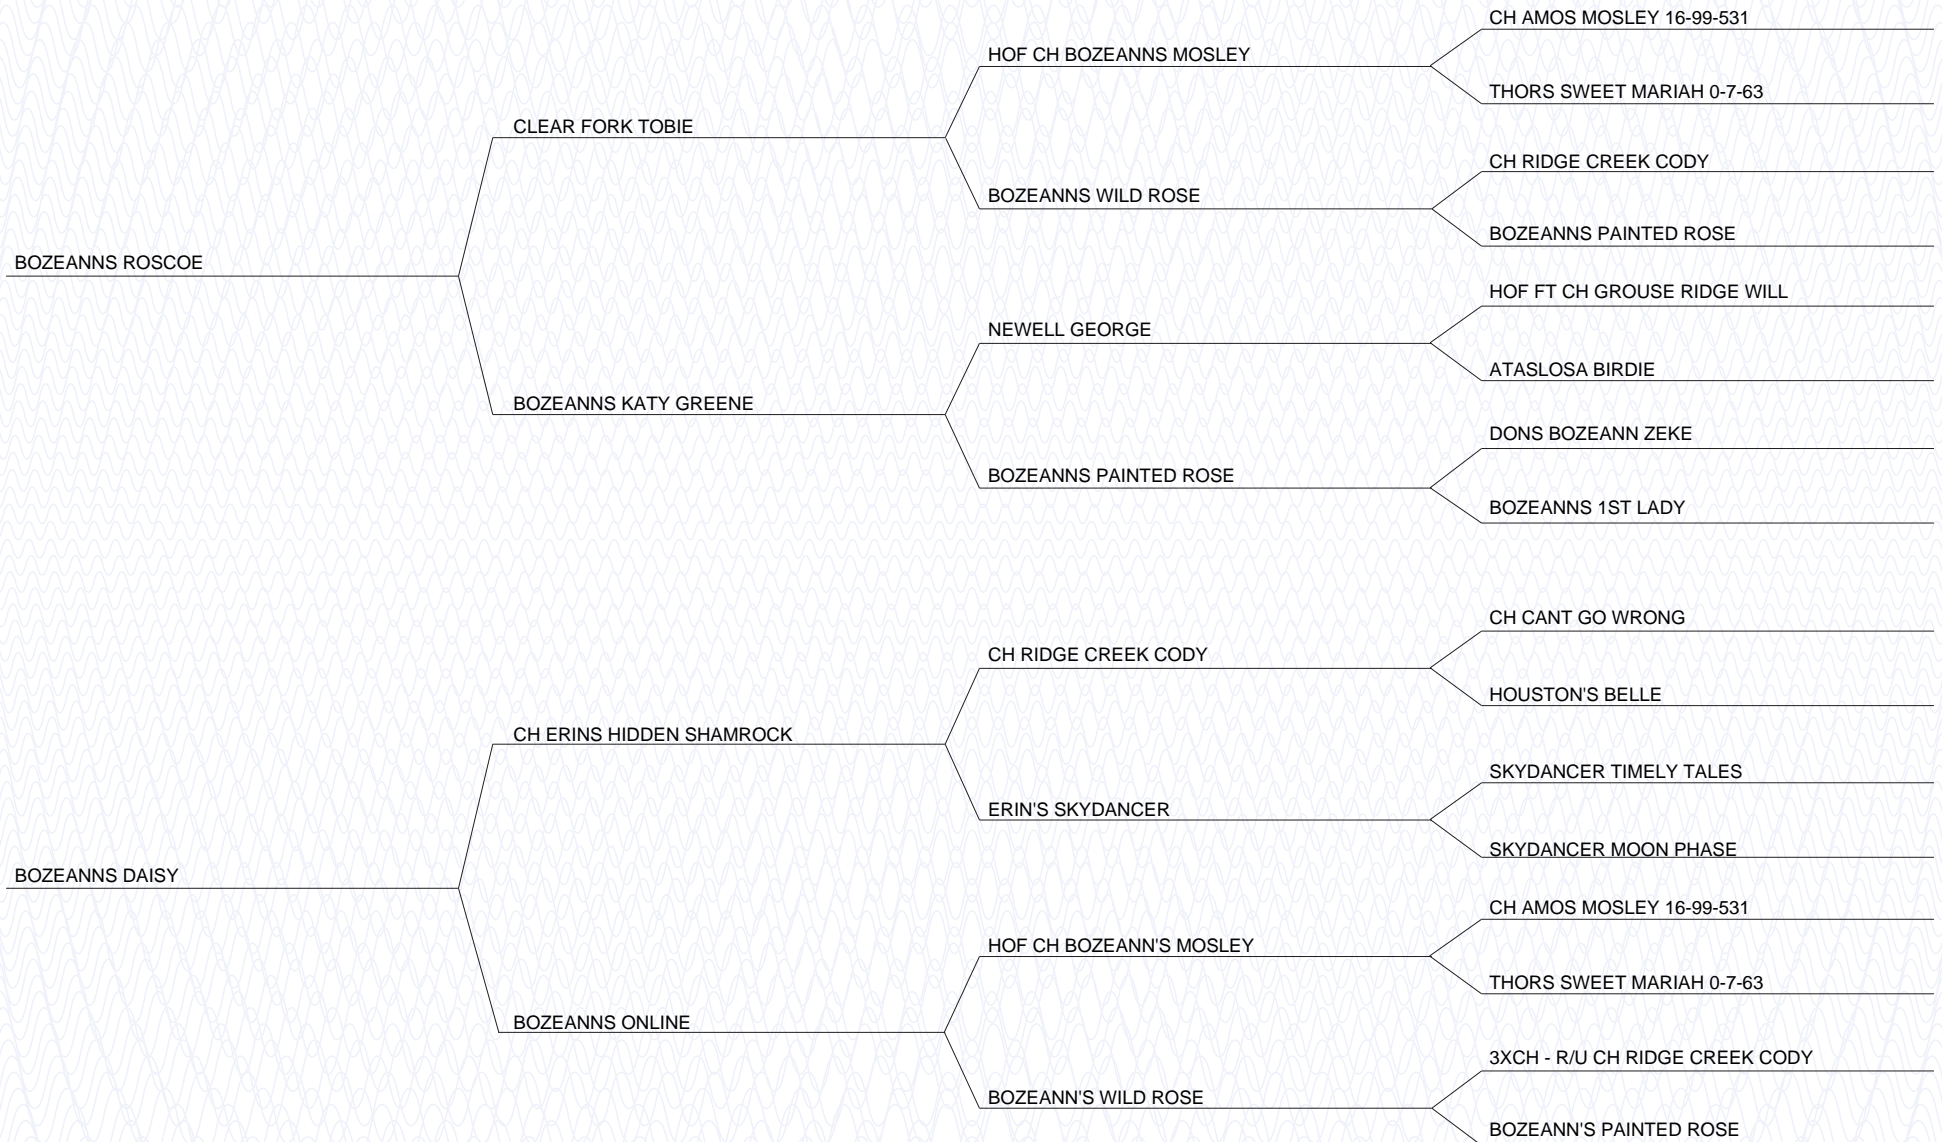 CH AMOS MOSLEY 16-99-531
HOF CH BOZEANNS MOSLEY
THORS SWEET MARIAH 0-7-63
CLEAR FORK TOBIE
CH RIDGE CREEK CODY
BOZEANNS WILD ROSE
BOZEANNS PAINTED ROSE
BOZEANNS ROSCOE
HOF FT CH GROUSE RIDGE WILL
NEWELL GEORGE
ATASLOSA BIRDIE
BOZEANNS KATY GREENE
DONS BOZEANN ZEKE
BOZEANNS PAINTED ROSE
BOZEANNS 1ST LADY
CH CANT GO WRONG
CH RIDGE CREEK CODY
HOUSTON'S BELLE
CH ERINS HIDDEN SHAMROCK
SKYDANCER TIMELY TALES
ERIN'S SKYDANCER
SKYDANCER MOON PHASE
BOZEANNS DAISY
CH AMOS MOSLEY 16-99-531
HOF CH BOZEANN'S MOSLEY
THORS SWEET MARIAH 0-7-63
BOZEANNS ONLINE
3XCH - R/U CH RIDGE CREEK CODY
BOZEANN'S WILD ROSE
BOZEANN'S PAINTED ROSE